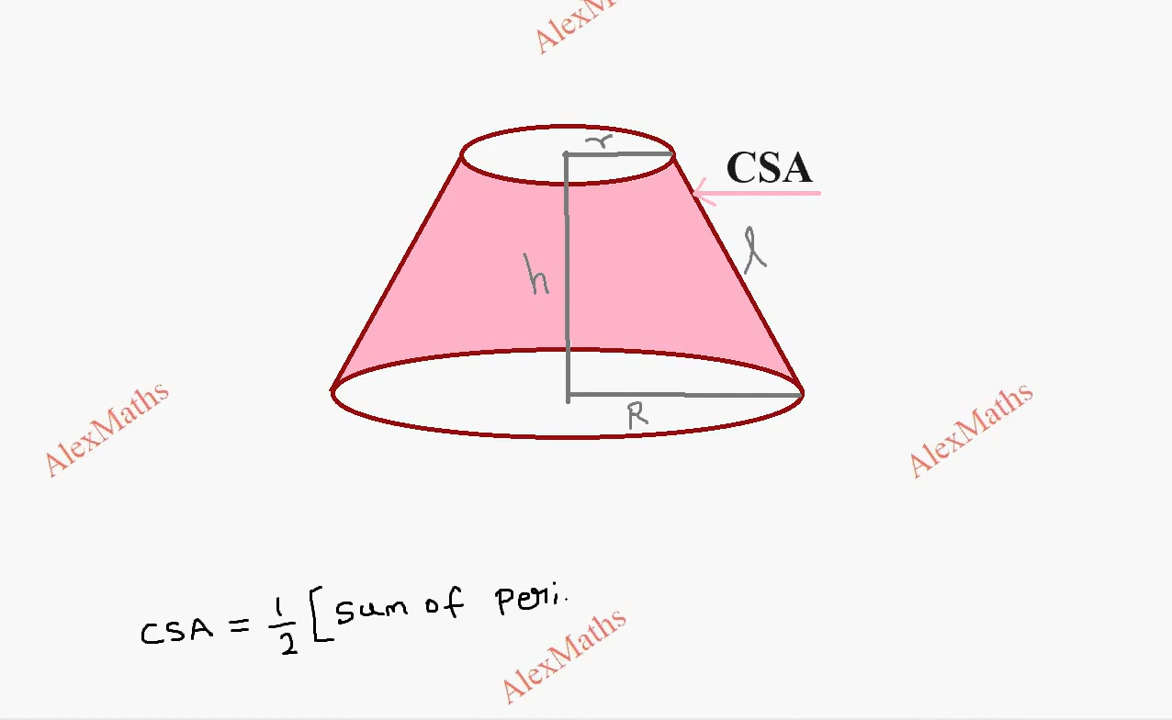 AlexM
r
CSA
h
l
R
AlexMaths
AlexMaths
CSA = 1/2 [ sum of Peri.
AlexMaths